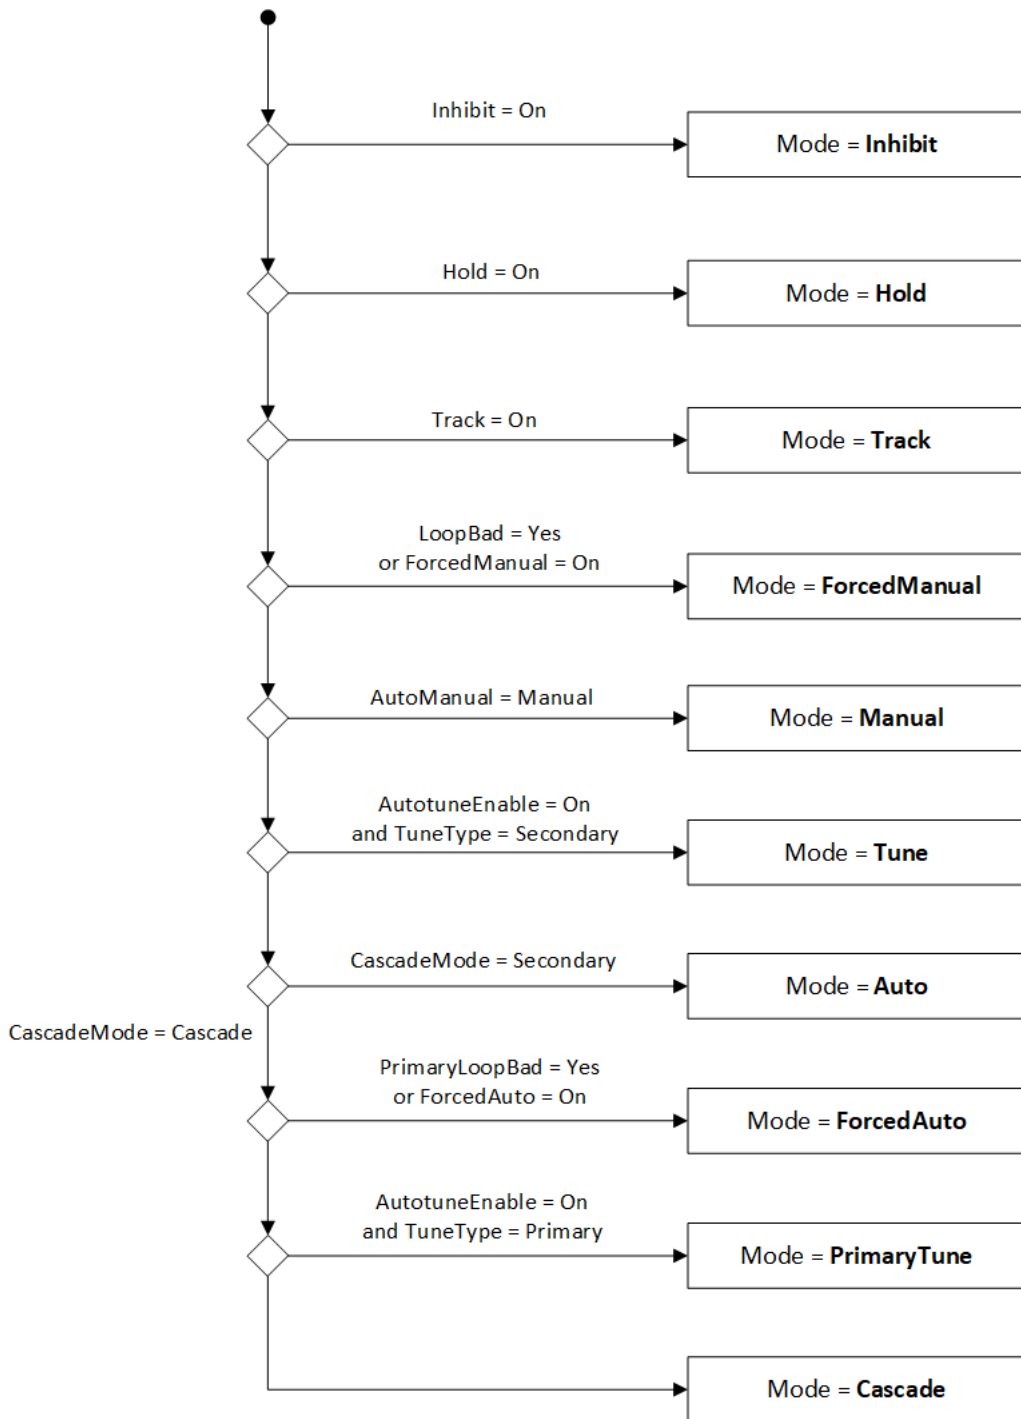 Inhibit = On
Mode = Inhibit
Hold = On
Mode = Hold
Track = On
Mode = Track
LoopBad = Yes
or ForcedManual = On
Mode = ForcedManual
AutoManual = Manual
Mode = Manual
AutotuneEnable = On
and TuneType = Secondary
Mode = Tune
CascadeMode = Secondary
Mode = Auto
CascadeMode = Cascade
PrimaryLoopBad = Yes
or ForcedAuto = On
Mode = ForcedAuto
AutotuneEnable = On
and TuneType = Primary
Mode = PrimaryTune
Mode = Cascade